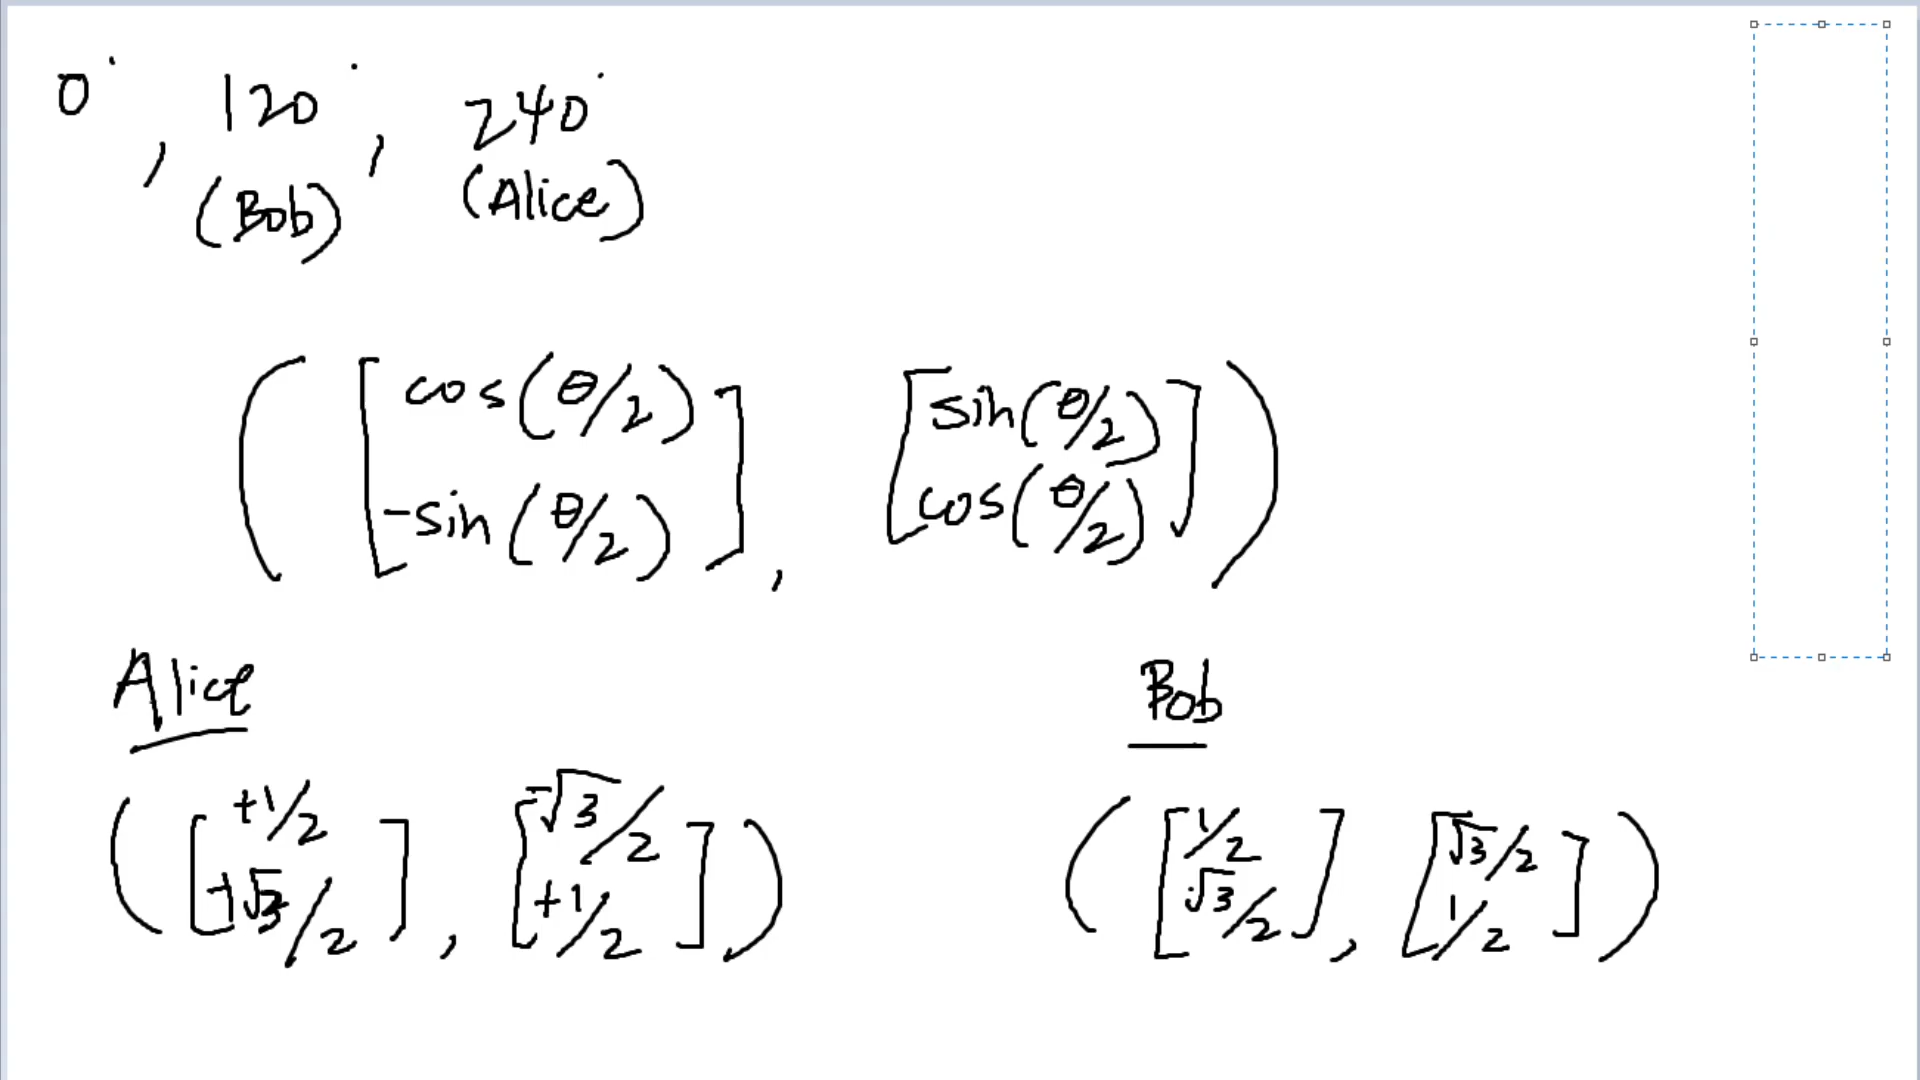 0°, 120°, 240°
(Bob) (Alice)
( [ cos(θ/2) -sin(θ/2) ], [ sin(θ/2) cos(θ/2) ] )
Alice Bob
( [ +1/2 +√3/2 ], [ -√3/2 +1/2 ] ) ( [ 1/2 √3/2 ], [ √3/2 1/2 ] )